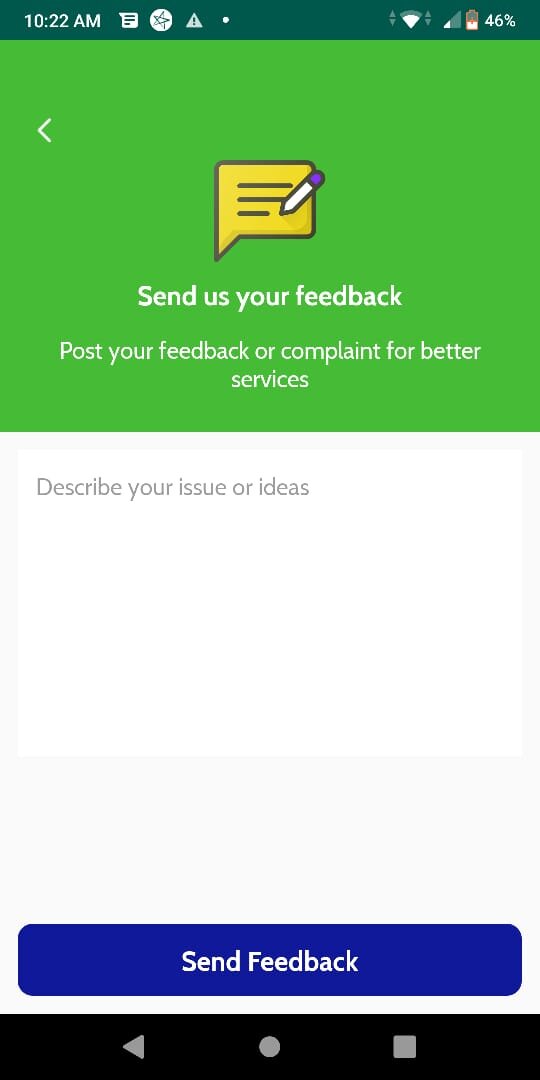 10:22 AM
46%
Send us your feedback
Post your feedback or complaint for better
services
Describe your issue or ideas
Send Feedback